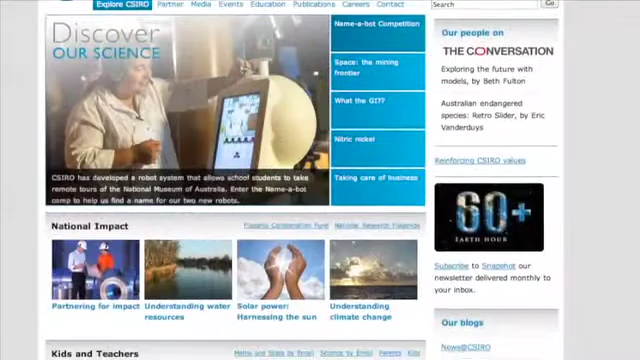 Explore CSIRO Partner Media Events Education Publications Careers Contact
Search
Go
Discover
OUR SCIENCE
CSIRO has developed a robot system that allows school students to take
remote tours of the National Museum of Australia. Enter the Name-a-bot
comp to help us find a name for our two new robots.
Name-a-bot Competition
Space: the mining
frontier
What the GI??
Nitric nickel
Taking care of business
National Impact
Flagship Collaboration Fund National Research Flagships
Partnering for impact
Understanding water
resources
Solar power:
Harnessing the sun
Understanding
climate change
Kids and Teachers
Maths and Stats by Email Science by Email Parents Kids
Our people on
THE CONVERSATION
Exploring the future with
models, by Beth Fulton
Australian endangered
species: Retro Slider, by Eric
Vanderduys
Reinforcing CSIRO values
60+
EARTH HOUR
Subscribe to Snapshot our
newsletter delivered monthly to
your inbox.
Our blogs
News@CSIRO